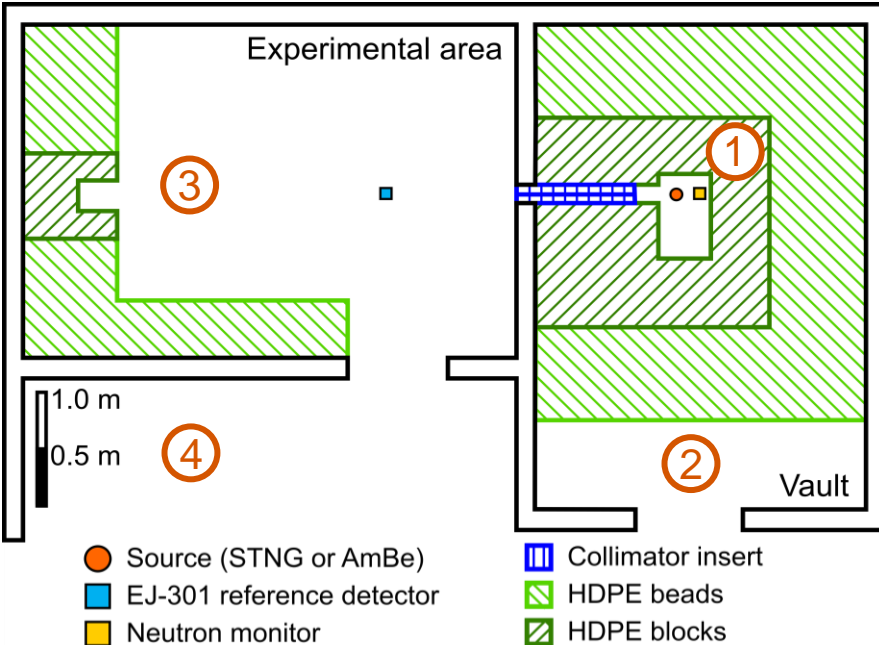 Experimental area
1
3
1.0 m
0.5 m
4
2
Vault
Source (STNG or AmBe)
EJ-301 reference detector
Neutron monitor
Collimator insert
HDPE beads
HDPE blocks